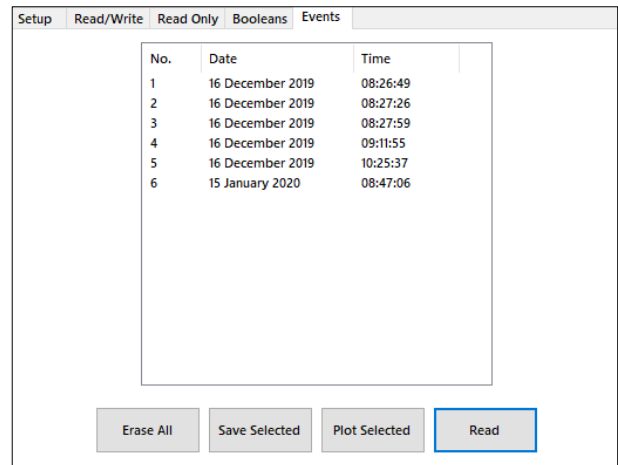 Setup Read/Write Read Only Booleans Events
No. Date Time
1 16 December 2019 08:26:49
2 16 December 2019 08:27:26
3 16 December 2019 08:27:59
4 16 December 2019 09:11:55
5 16 December 2019 10:25:37
6 15 January 2020 08:47:06
Erase All Save Selected Plot Selected Read